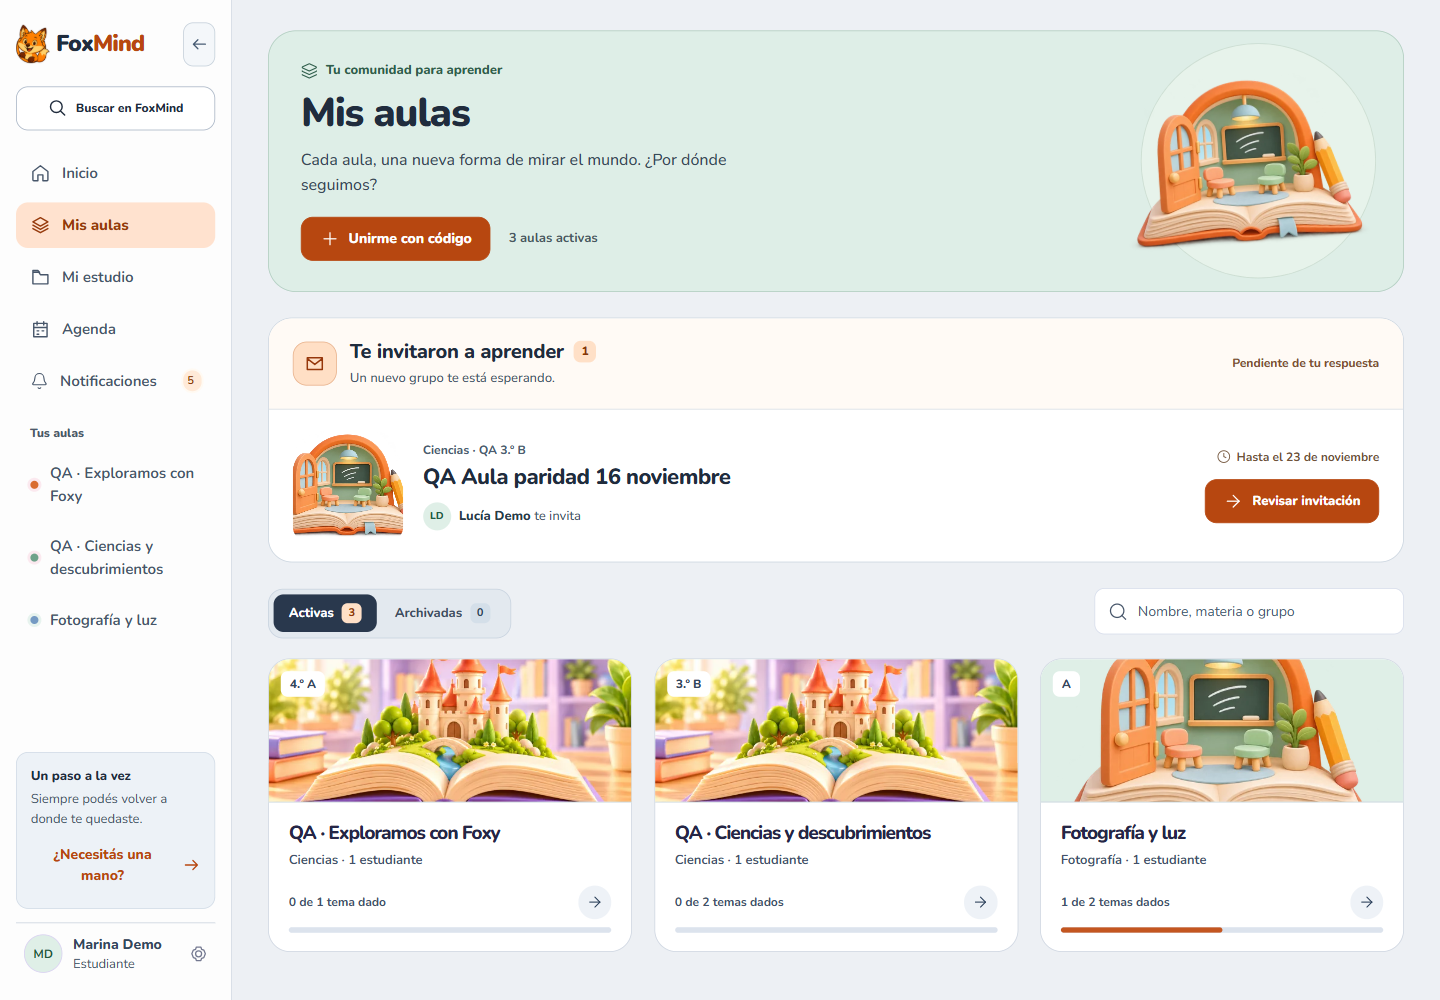 FoxMind
Buscar en FoxMind
Inicio
Mis aulas
Mi estudio
Agenda
Notificaciones 5
Tus aulas
QA · Exploramos con
Foxy
QA · Ciencias y
descubrimientos
Fotografía y luz
Un paso a la vez
Siempre podés volver a
donde te quedaste.
¿Necesitás una
mano?
MD
Marina Demo
Estudiante
Tu comunidad para aprender
Mis aulas
Cada aula, una nueva forma de mirar el mundo. ¿Por dónde
seguimos?
Unirme con código
3 aulas activas
Te invitaron a aprender 1
Un nuevo grupo te está esperando.
Pendiente de tu respuesta
Ciencias · QA 3.º B
QA Aula paridad 16 noviembre
LD Lucía Demo te invita
Hasta el 23 de noviembre
Revisar invitación
Activas 3
Archivadas 0
Nombre, materia o grupo
4.º A
QA · Exploramos con Foxy
Ciencias · 1 estudiante
0 de 1 tema dado
3.º B
QA · Ciencias y descubrimientos
Ciencias · 1 estudiante
0 de 2 temas dados
A
Fotografía y luz
Fotografía · 1 estudiante
1 de 2 temas dados